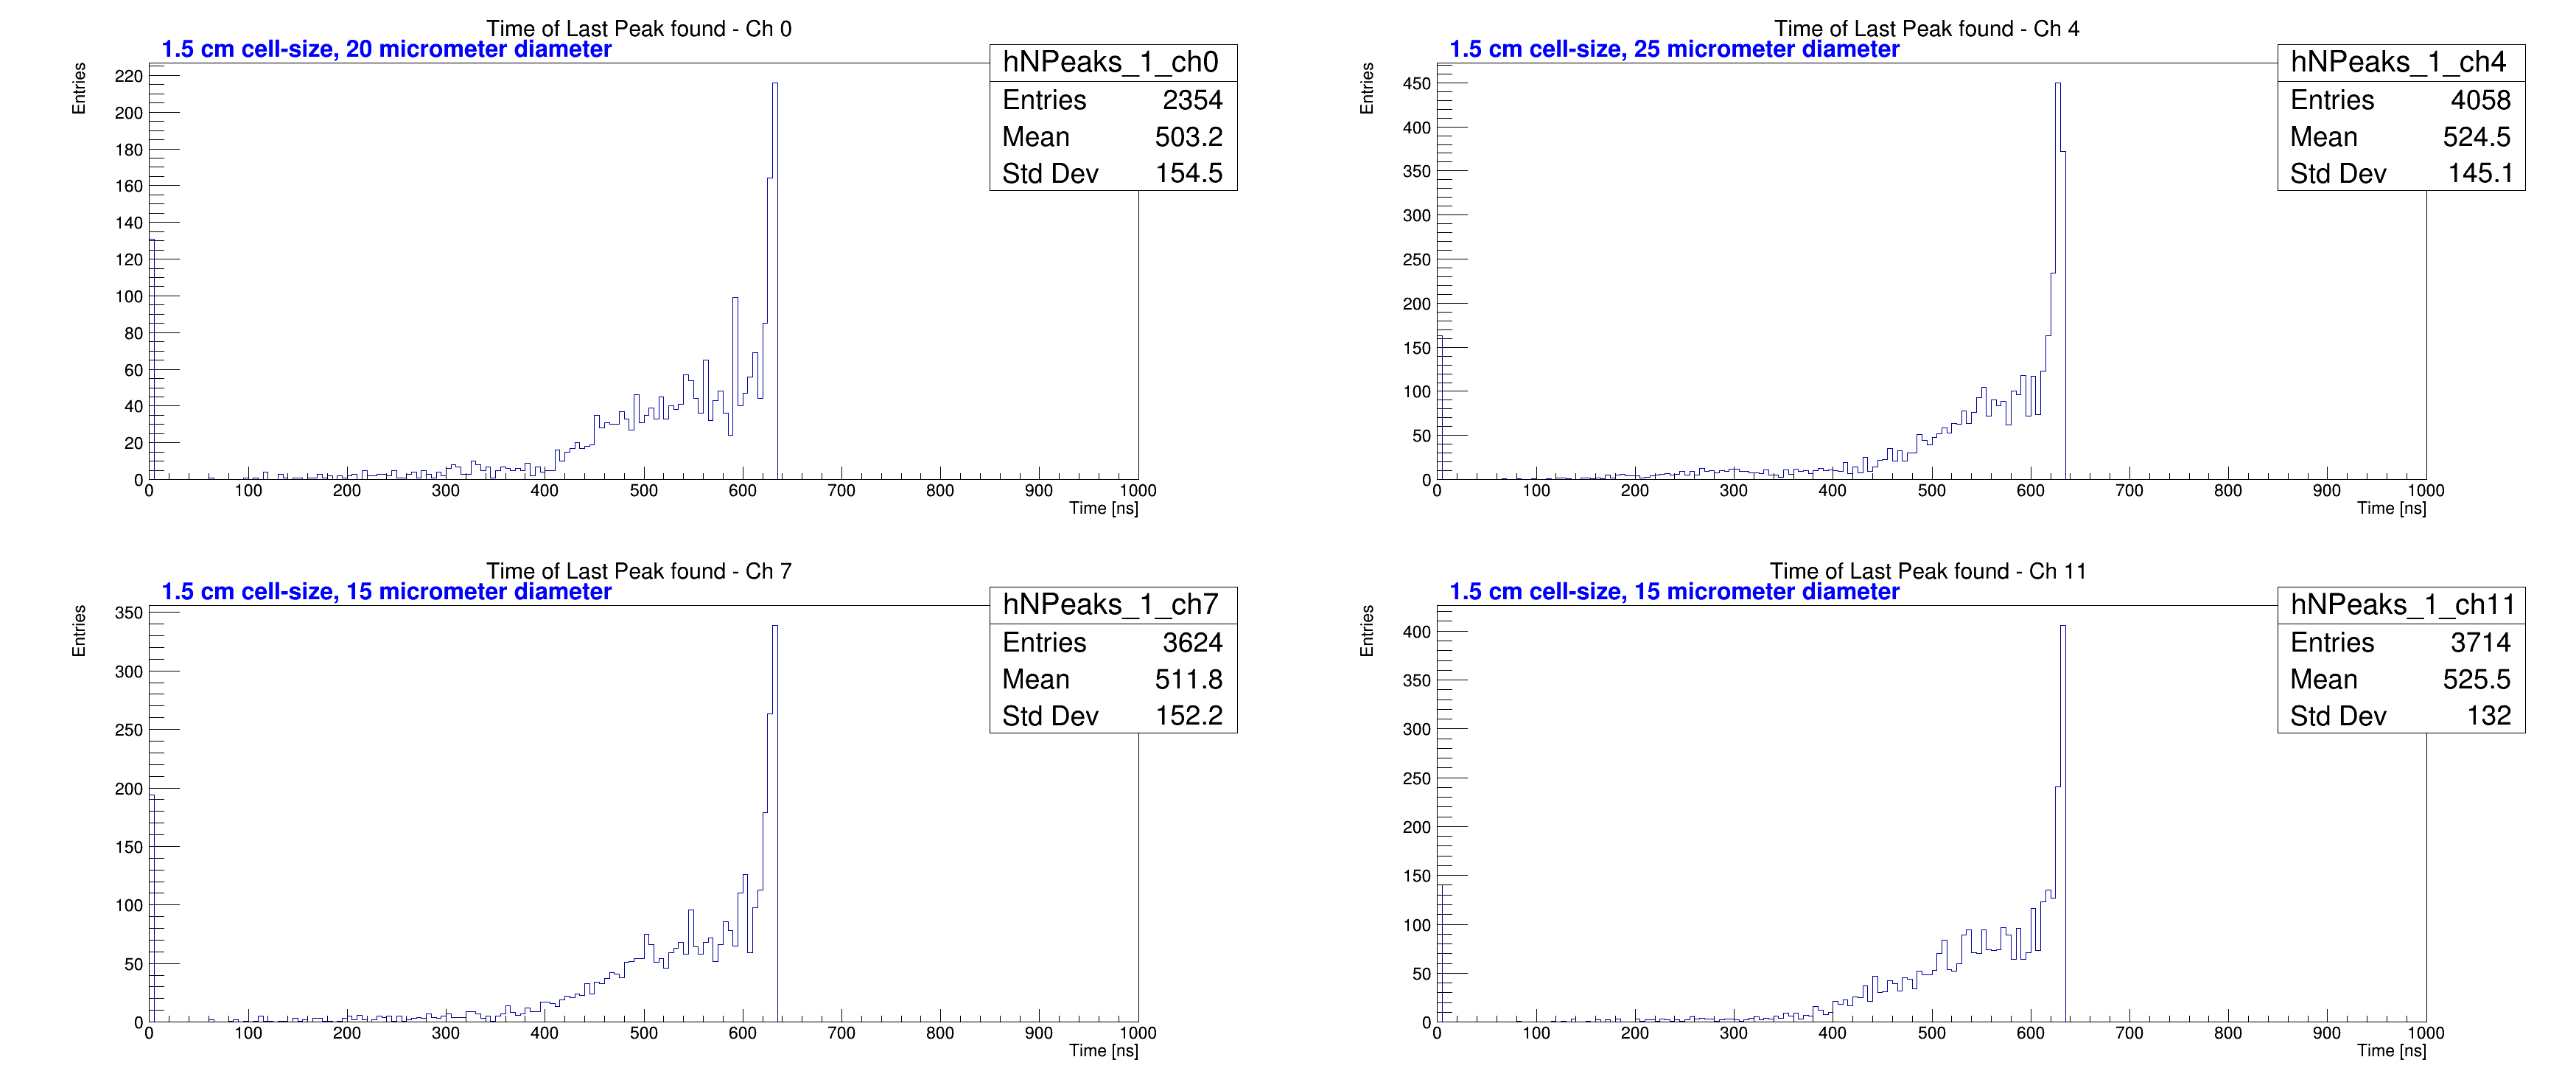 Time of Last Peak found - Ch 0
1.5 cm cell-size, 20 micrometer diameter
hNPeaks_1_ch0
Entries 2354
Mean 503.2
Std Dev 154.5
Entries
220
200
180
160
140
120
100
80
60
40
20
0
0 100 200 300 400 500 600 700 800 900 1000
Time [ns]
Time of Last Peak found - Ch 4
1.5 cm cell-size, 25 micrometer diameter
hNPeaks_1_ch4
Entries 4058
Mean 524.5
Std Dev 145.1
Entries
450
400
350
300
250
200
150
100
50
0
0 100 200 300 400 500 600 700 800 900 1000
Time [ns]
Time of Last Peak found - Ch 7
1.5 cm cell-size, 15 micrometer diameter
hNPeaks_1_ch7
Entries 3624
Mean 511.8
Std Dev 152.2
Entries
350
300
250
200
150
100
50
0
0 100 200 300 400 500 600 700 800 900 1000
Time [ns]
Time of Last Peak found - Ch 11
1.5 cm cell-size, 15 micrometer diameter
hNPeaks_1_ch11
Entries 3714
Mean 525.5
Std Dev 132
Entries
400
350
300
250
200
150
100
50
0
0 100 200 300 400 500 600 700 800 900 1000
Time [ns]